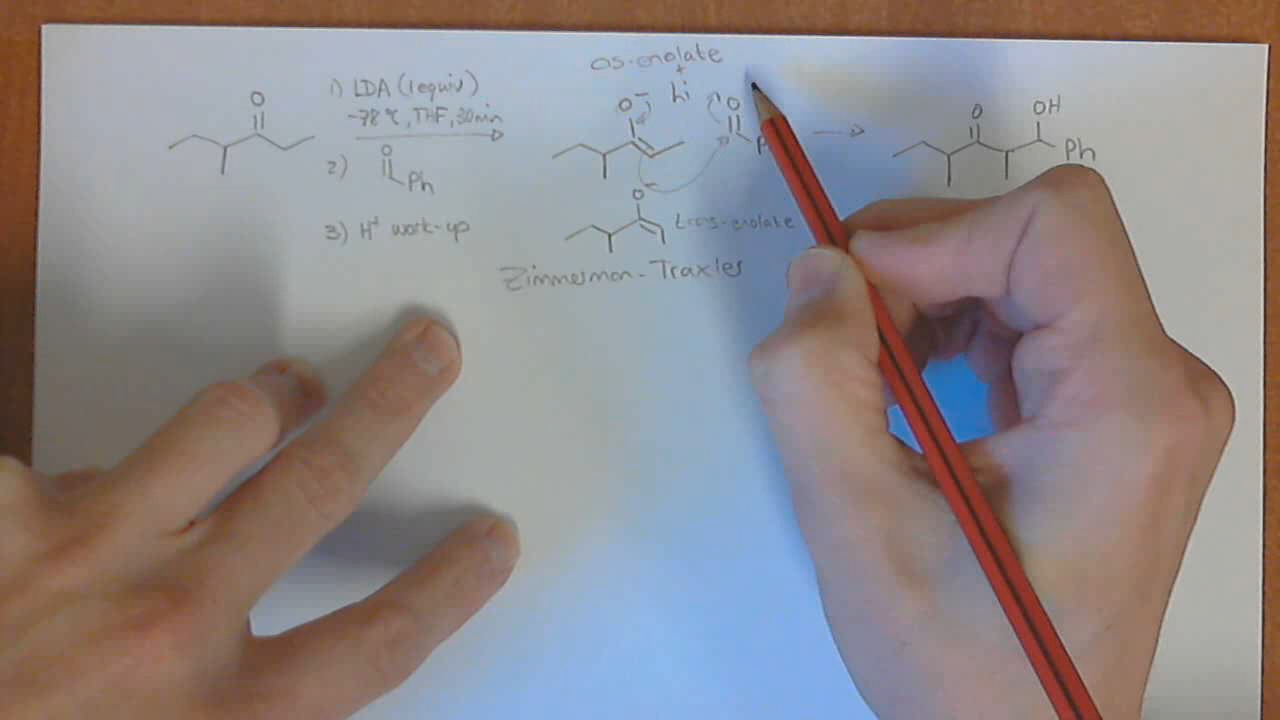 O
1) LDA (1equiv)
-78°C, THF, 30min
2) O
Ph
3) H+ work-up
cis-enolate
+
Li
O-
O
O
OH
Ph
O-
trans-enolate
Zimmerman-Traxler